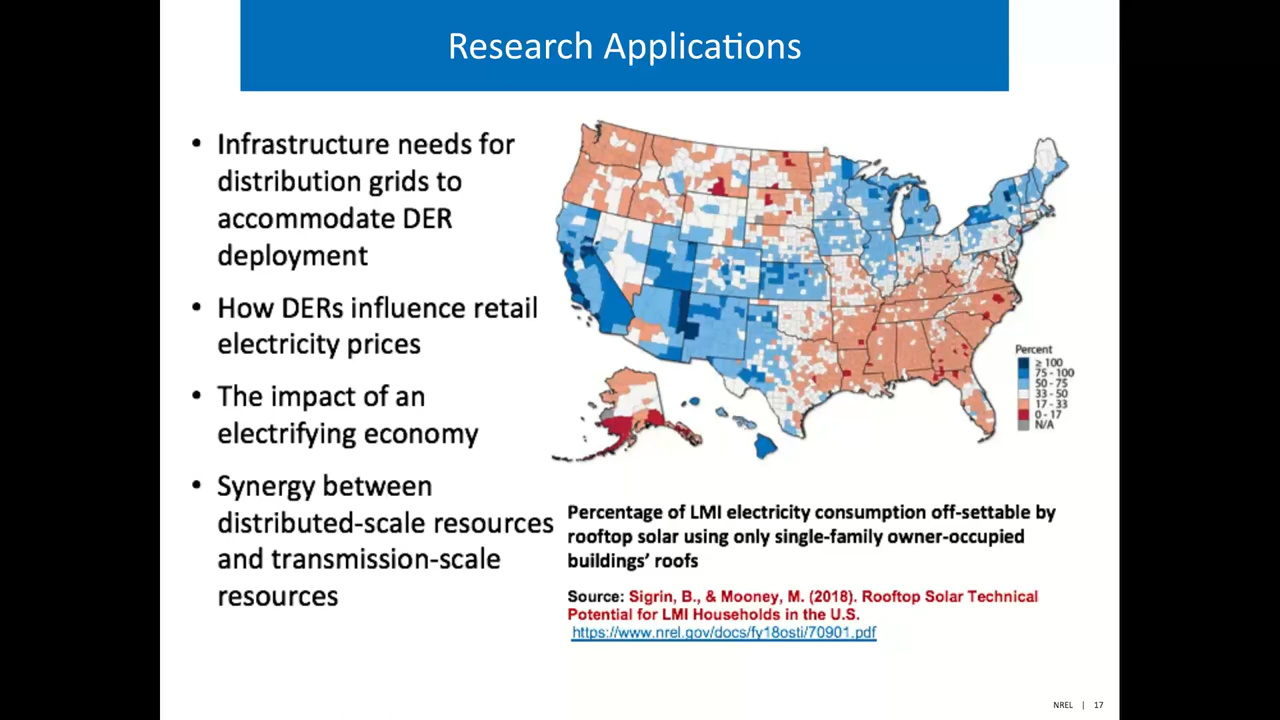 Research Applications
• Infrastructure needs for
distribution grids to
accommodate DER
deployment
• How DERs influence retail
electricity prices
• The impact of an
electrifying economy
• Synergy between
distributed-scale resources
and transmission-scale
resources
Percent
≥ 100
75 - 100
50 - 75
33 - 50
17 - 33
0 - 17
N/A
Percentage of LMI electricity consumption off-settable by
rooftop solar using only single-family owner-occupied
buildings’ roofs
Source: Sigrin, B., & Mooney, M. (2018). Rooftop Solar Technical
Potential for LMI Households in the U.S.
https://www.nrel.gov/docs/fy18osti/70901.pdf
NREL | 17